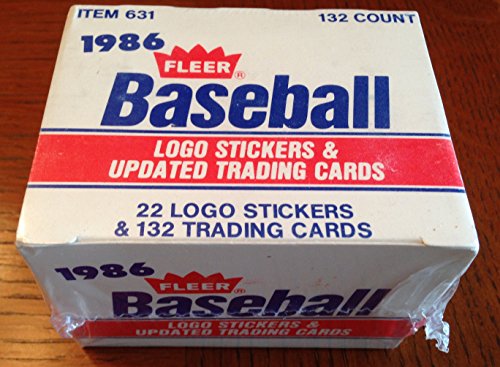 ITEM 631 132 COUNT
1986
FLEER®
Baseball
LOGO STICKERS &
UPDATED TRADING CARDS
22 LOGO STICKERS
& 132 TRADING CARDS
1986
FLEER®
Baseball
LOGO STICKERS &
UPDATED TRADING CARDS